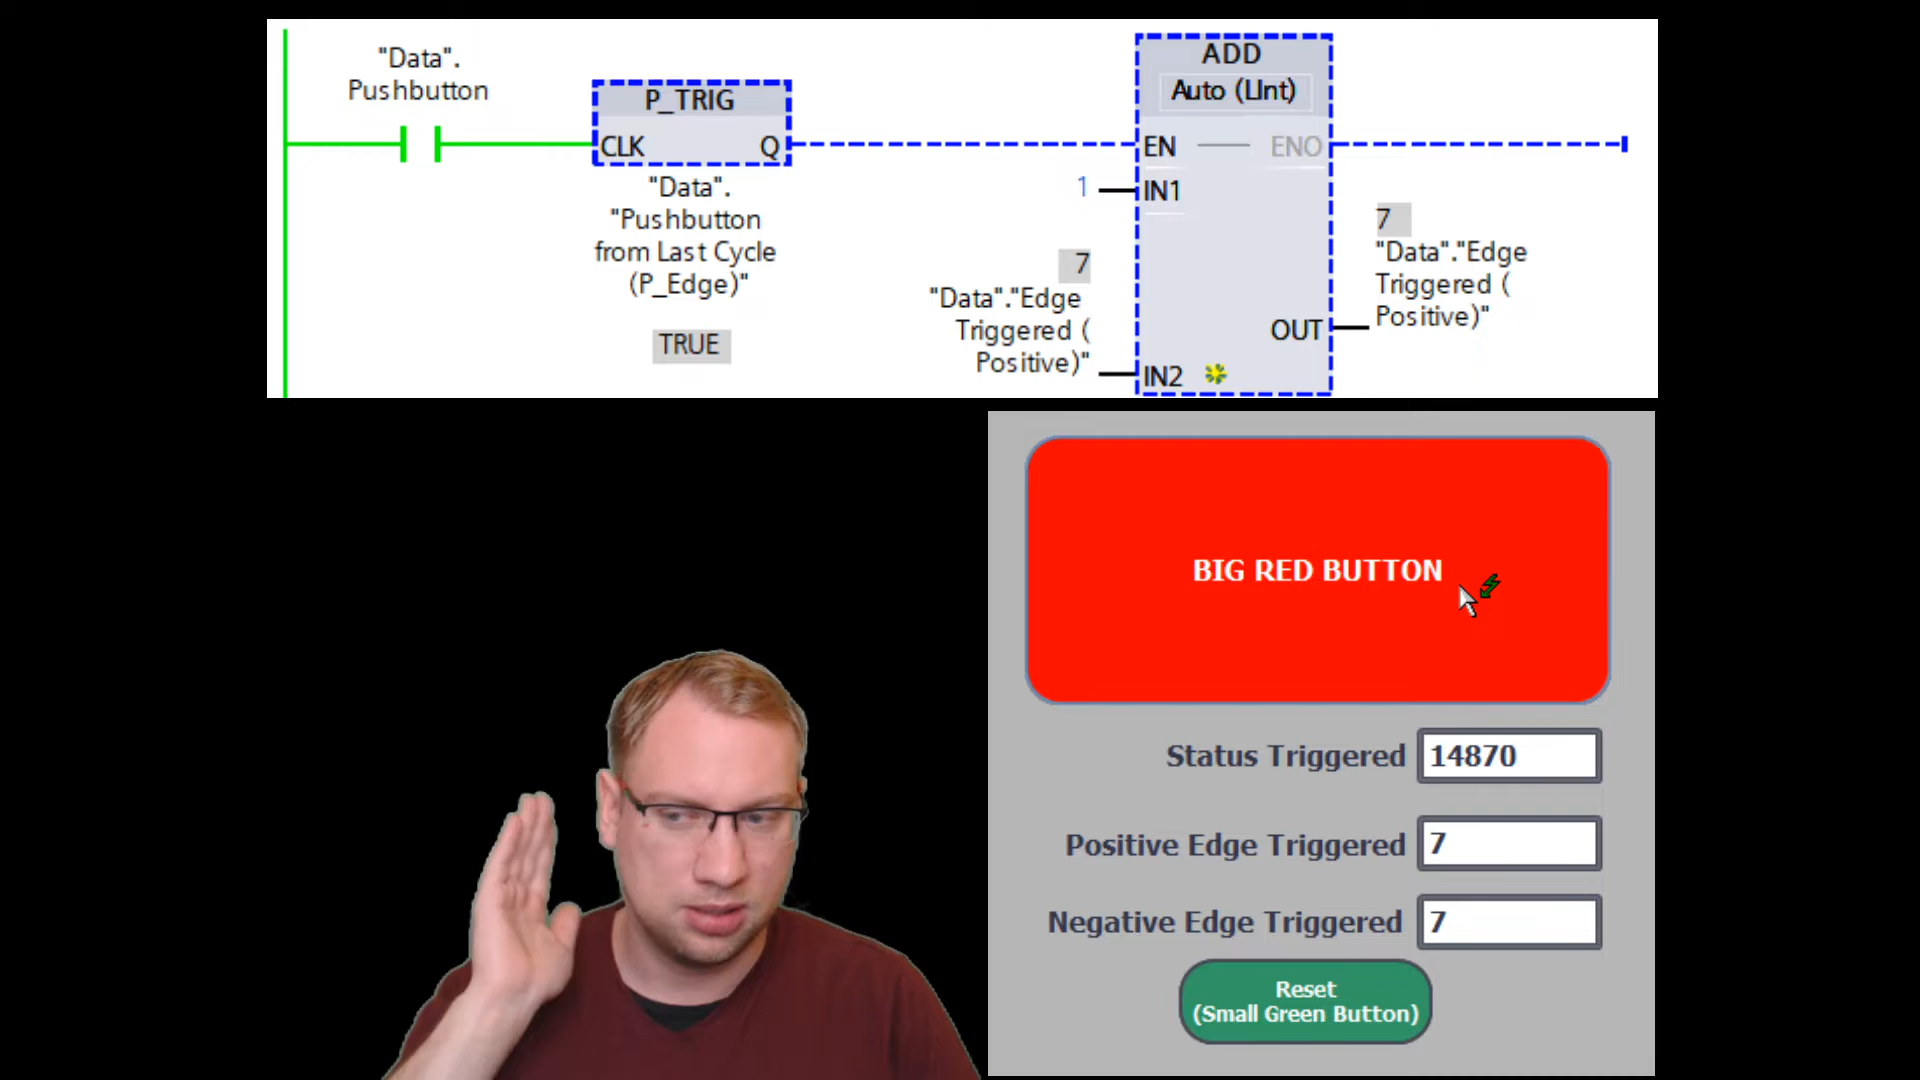 "Data".
Pushbutton
P_TRIG
CLK Q
"Data".
"Pushbutton
from Last Cycle
(P_Edge)"
TRUE
ADD
Auto (LInt)
EN ENO
1 IN1
7
"Data"."Edge
Triggered (
Positive)"
IN2
OUT
7
"Data"."Edge
Triggered (
Positive)"
BIG RED BUTTON
Status Triggered 14870
Positive Edge Triggered 7
Negative Edge Triggered 7
Reset
(Small Green Button)